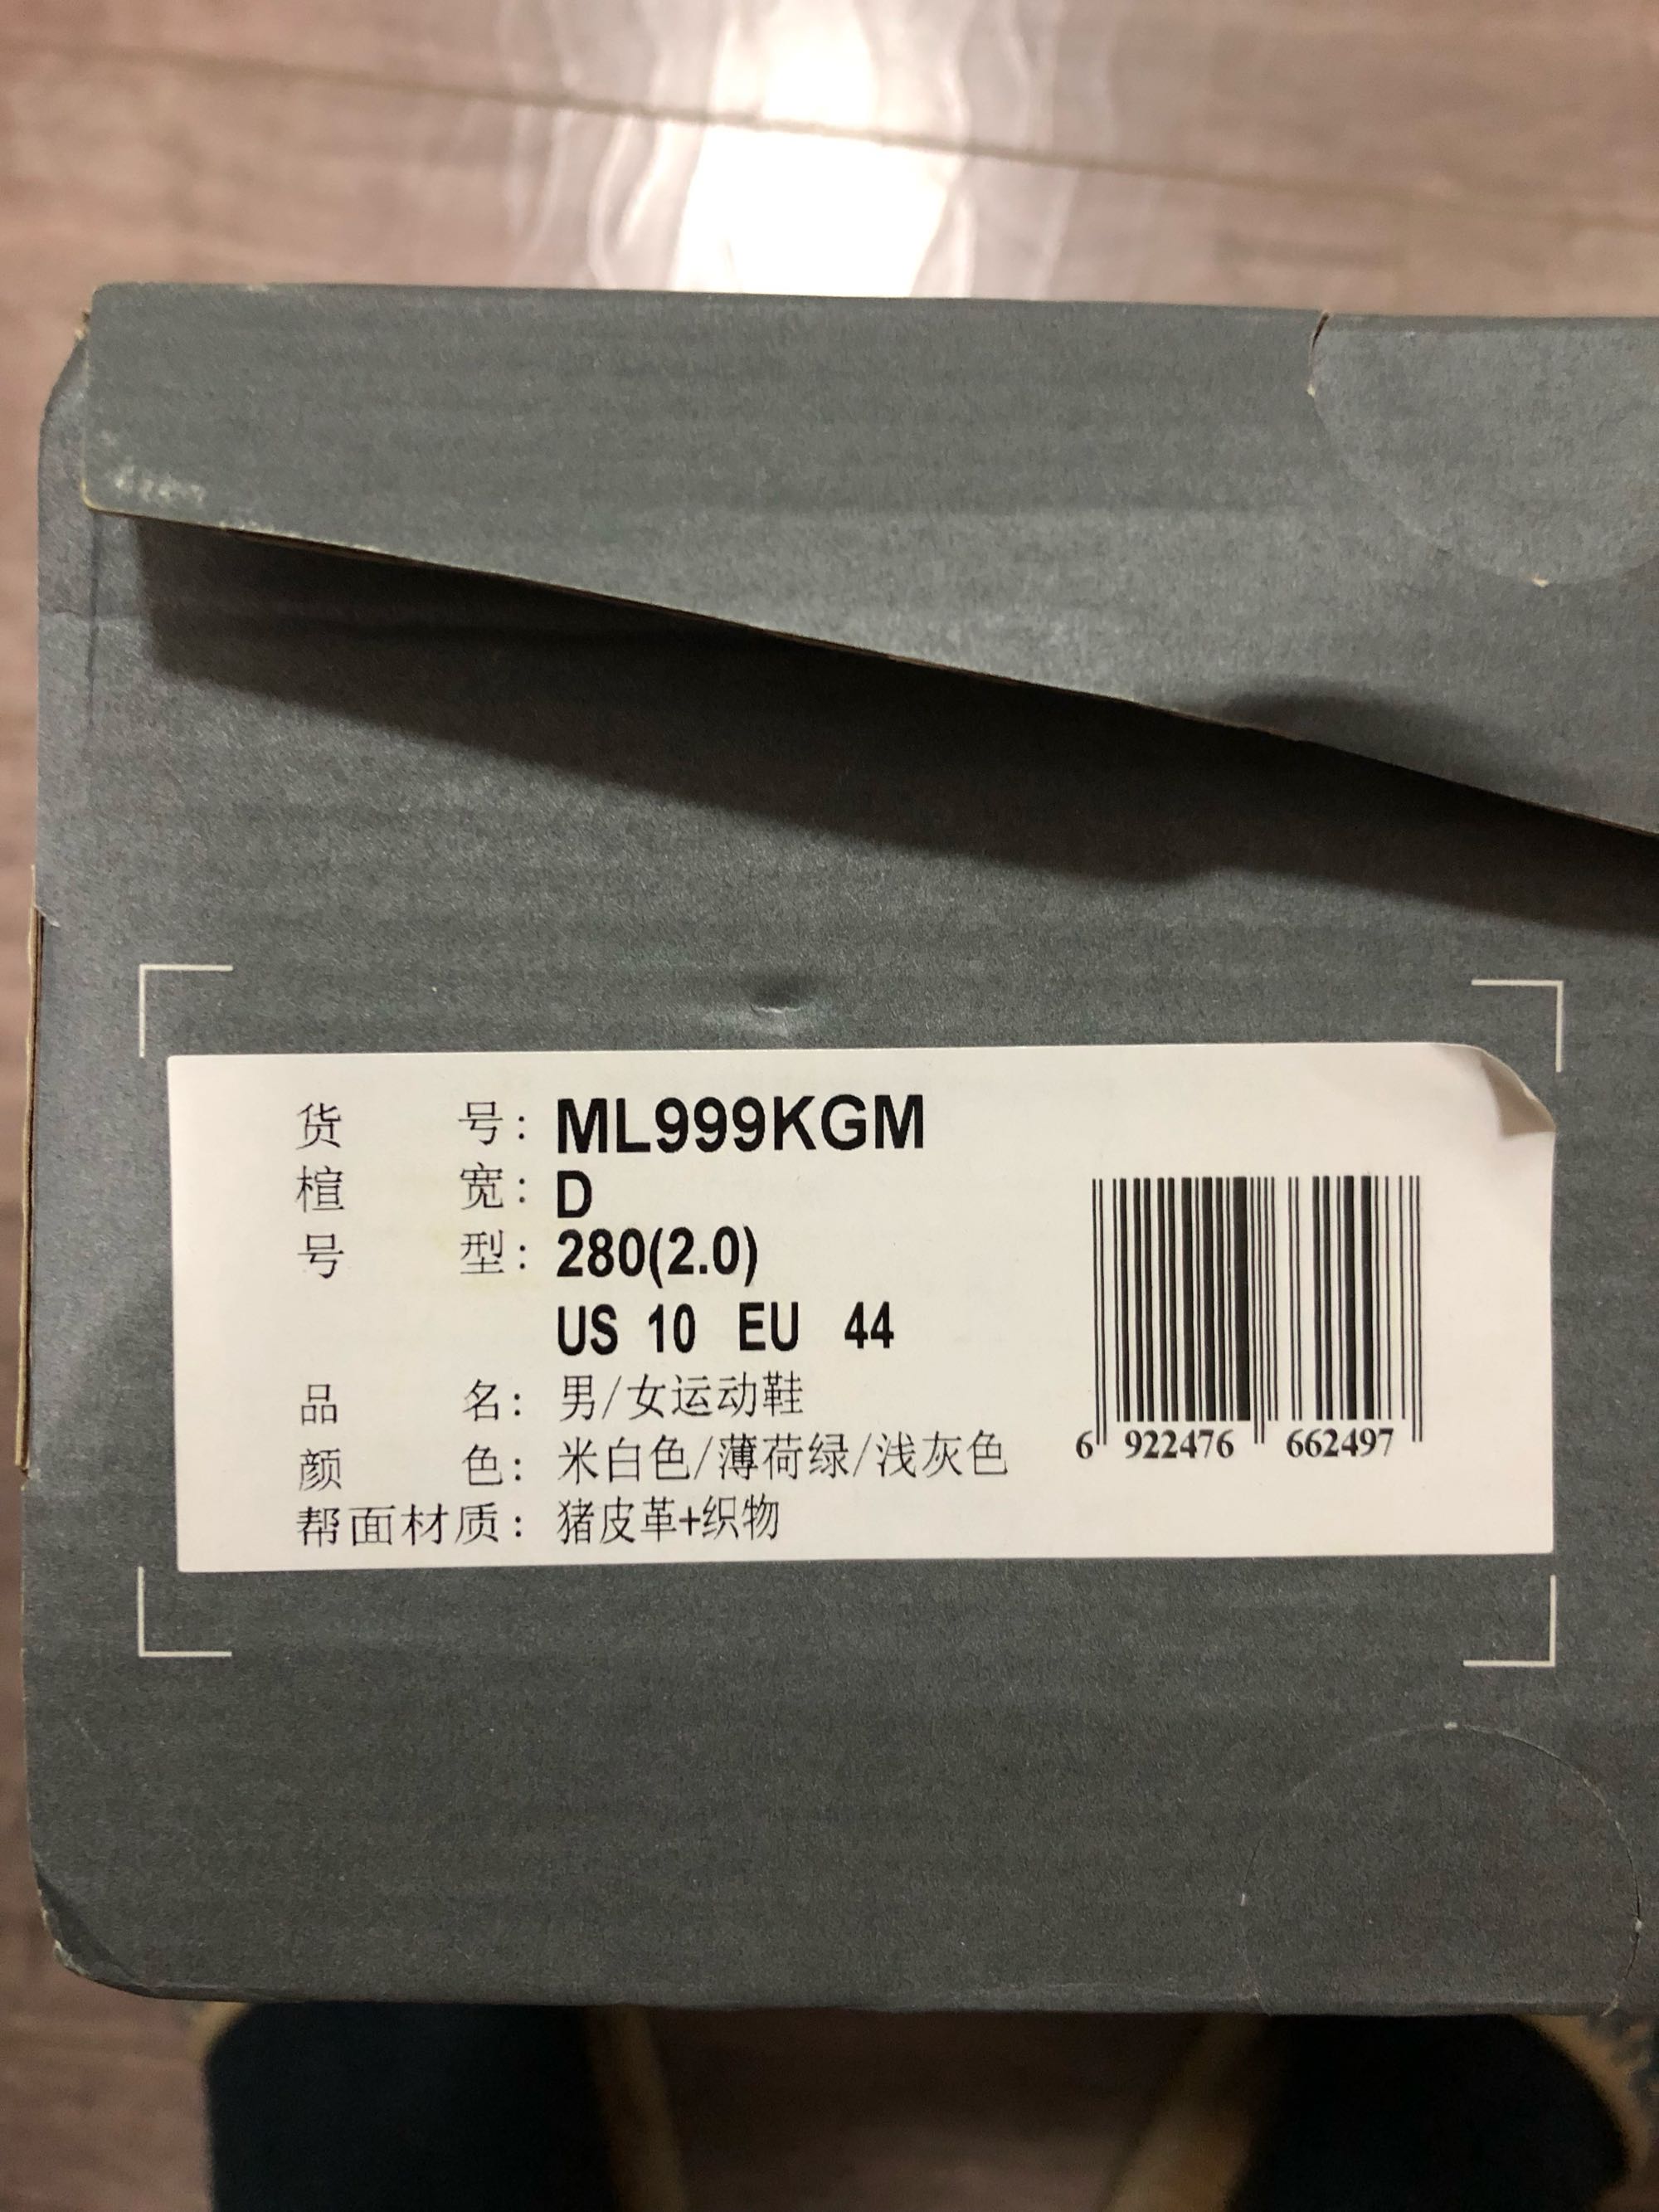 货 号: ML999KGM
楦 宽: D
号 型: 280(2.0)
US 10 EU 44
品 名: 男/女运动鞋
颜 色: 米白色/薄荷绿/浅灰色
帮面材质: 猪皮革+织物
6 922476 662497